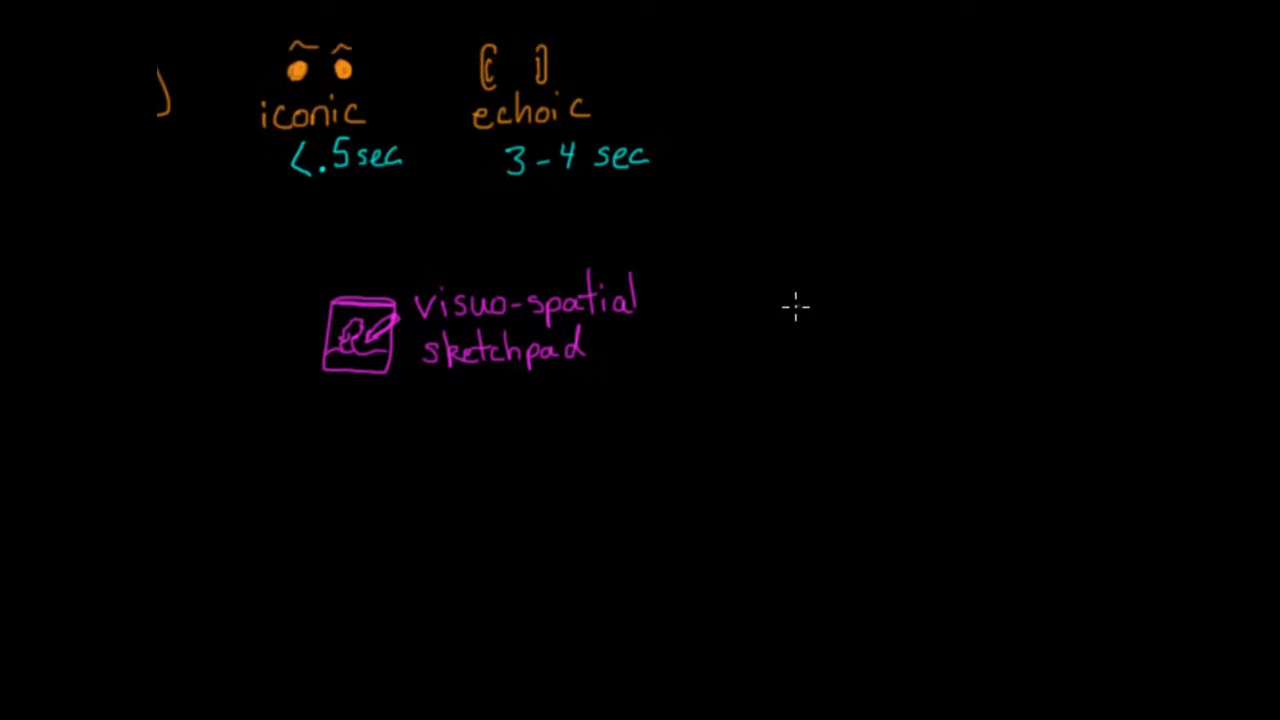 iconic
echoic
<.5sec
3-4 sec
visuo-spatial
sketchpad